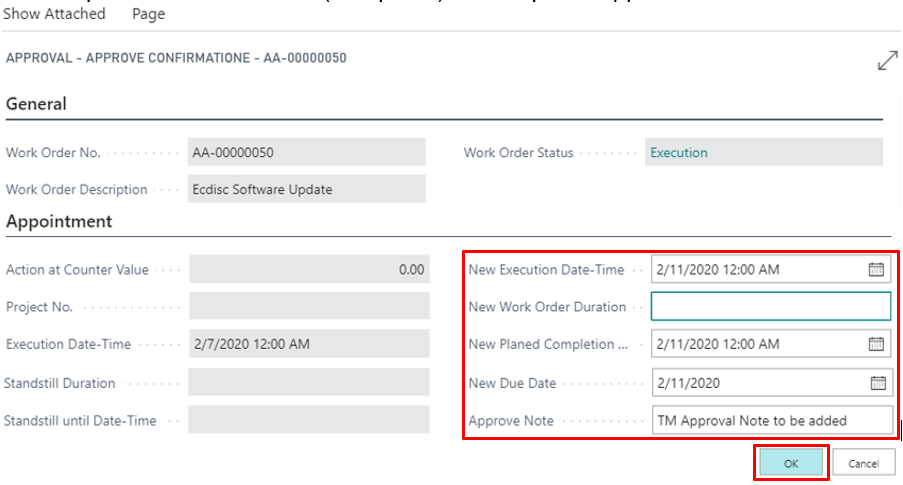 Show Attached Page
APPROVAL - APPROVE CONFIRMATIONE - AA-00000050
General
Work Order No. AA-00000050
Work Order Status Execution
Work Order Description Ecdisc Software Update
Appointment
Action at Counter Value 0.00
New Execution Date-Time 2/11/2020 12:00 AM
Project No.
New Work Order Duration
Execution Date-Time 2/7/2020 12:00 AM
New Planed Completion ... 2/11/2020 12:00 AM
Standstill Duration
New Due Date 2/11/2020
Standstill until Date-Time
Approve Note TM Approval Note to be added
OK Cancel